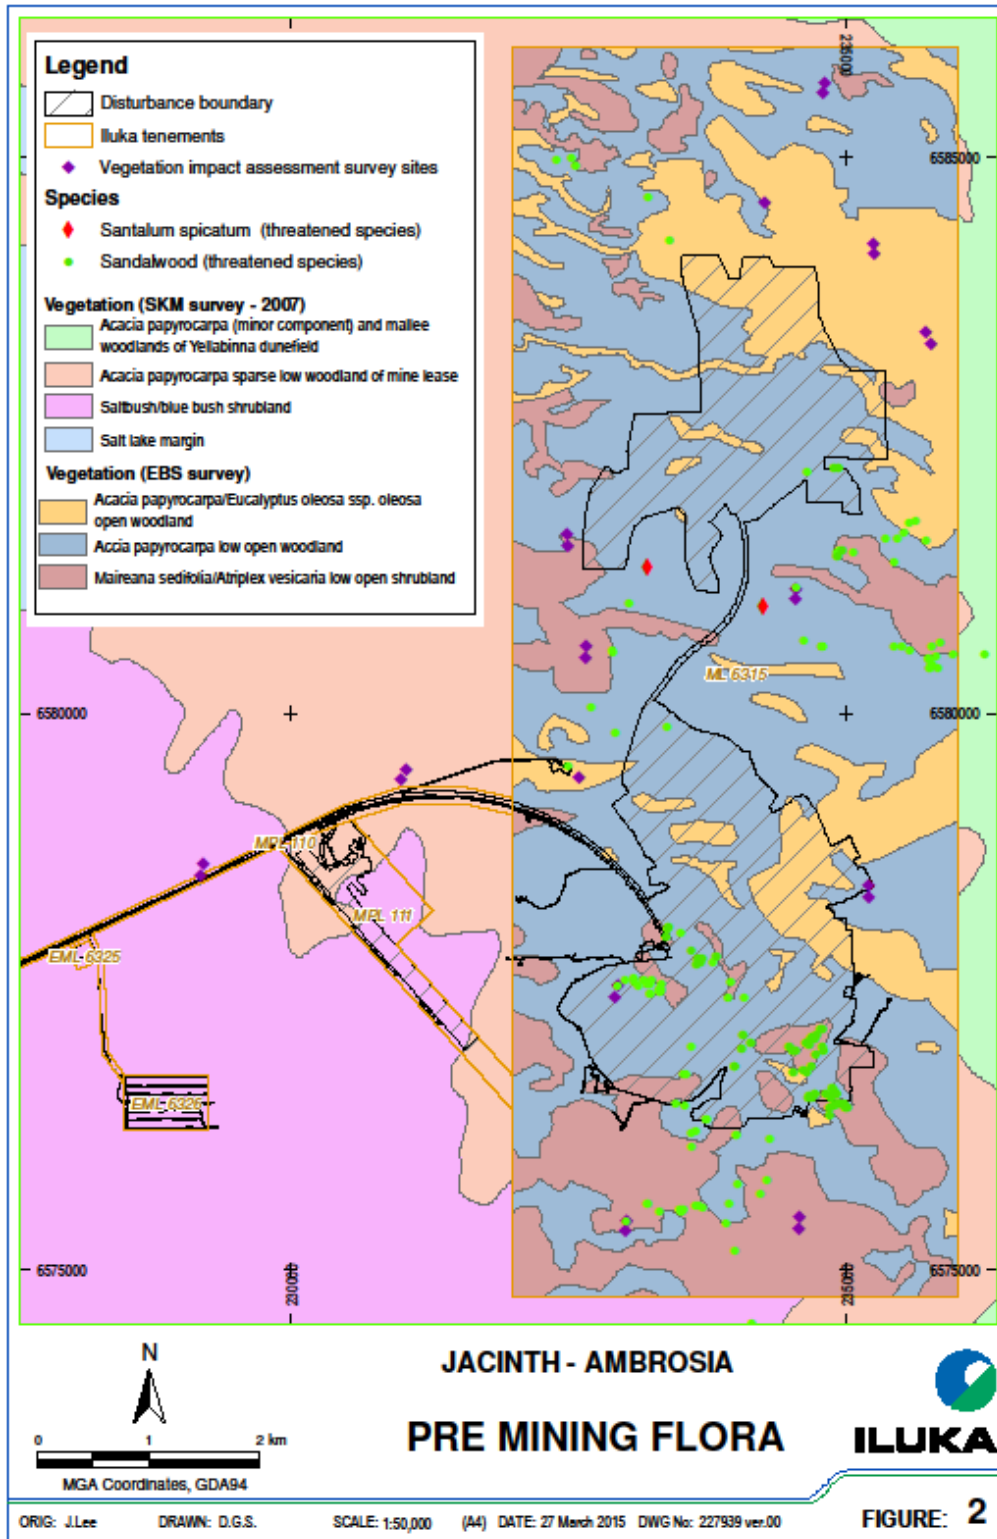 Legend
Disturbance boundary
Iluka tenements
Vegetation impact assessment survey sites
Species
Santalum spicatum (threatened species)
Sandalwood (threatened species)
Vegetation (SKM survey - 2007)
Acacia papyrocarpa (minor component) and mallee
woodlands of Yellabinna dunefield
Acacia papyrocarpa sparse low woodland of mine lease
Saltbush/blue bush shrubland
Salt lake margin
Vegetation (EBS survey)
Acacia papyrocarpa/Eucalyptus oleosa ssp. oleosa
open woodland
Accia papyrocarpa low open woodland
Maireana sedifolia/Atriplex vesicaria low open shrubland
235000
6585000
ML 6315
6580000
6580000
MPL 110
MPL 111
EML 6325
EML 6326
6575000
6575000
230000
235000
N
0 1 2 km
MGA Coordinates, GDA94
JACINTH - AMBROSIA
PRE MINING FLORA
ILUKA
ORIG: J.Lee DRAWN: D.G.S. SCALE: 1:50,000 (A4) DATE: 27 March 2015 DWG No: 227939 ver.00
FIGURE: 2